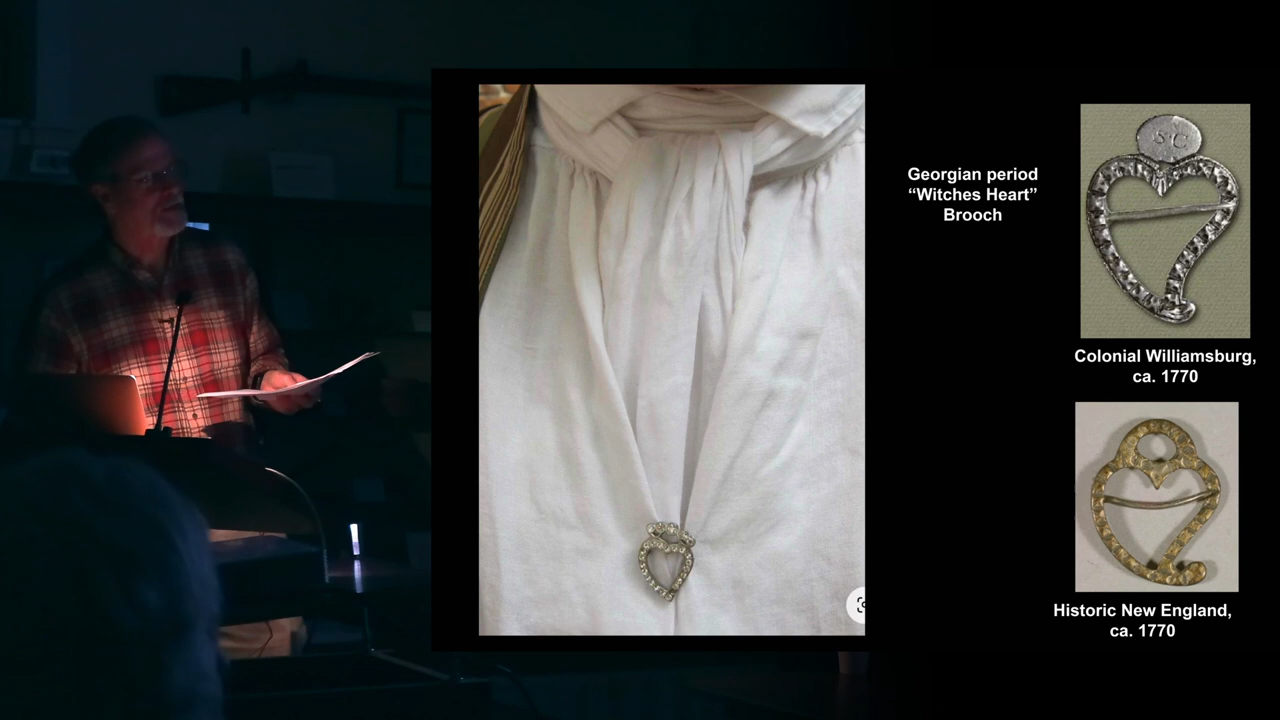 Georgian period
“Witches Heart”
Brooch
S C
Colonial Williamsburg,
ca. 1770
Historic New England,
ca. 1770